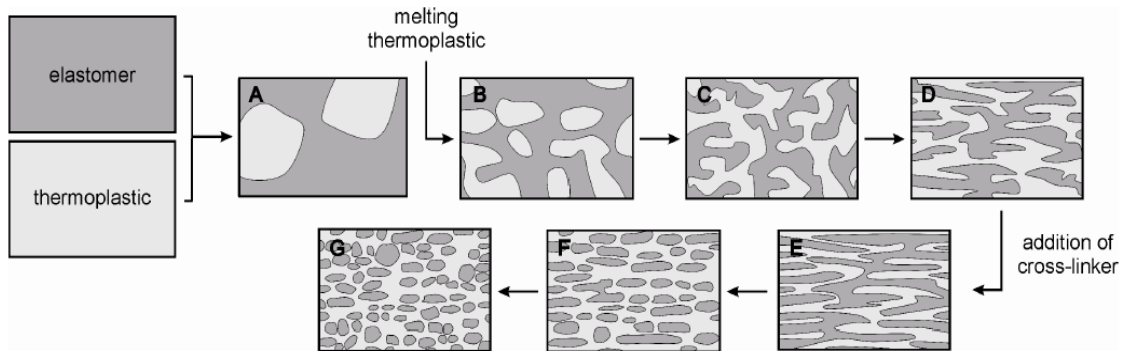 elastomer
thermoplastic
melting
thermoplastic
A
B
C
D
addition of
cross-linker
E
F
G